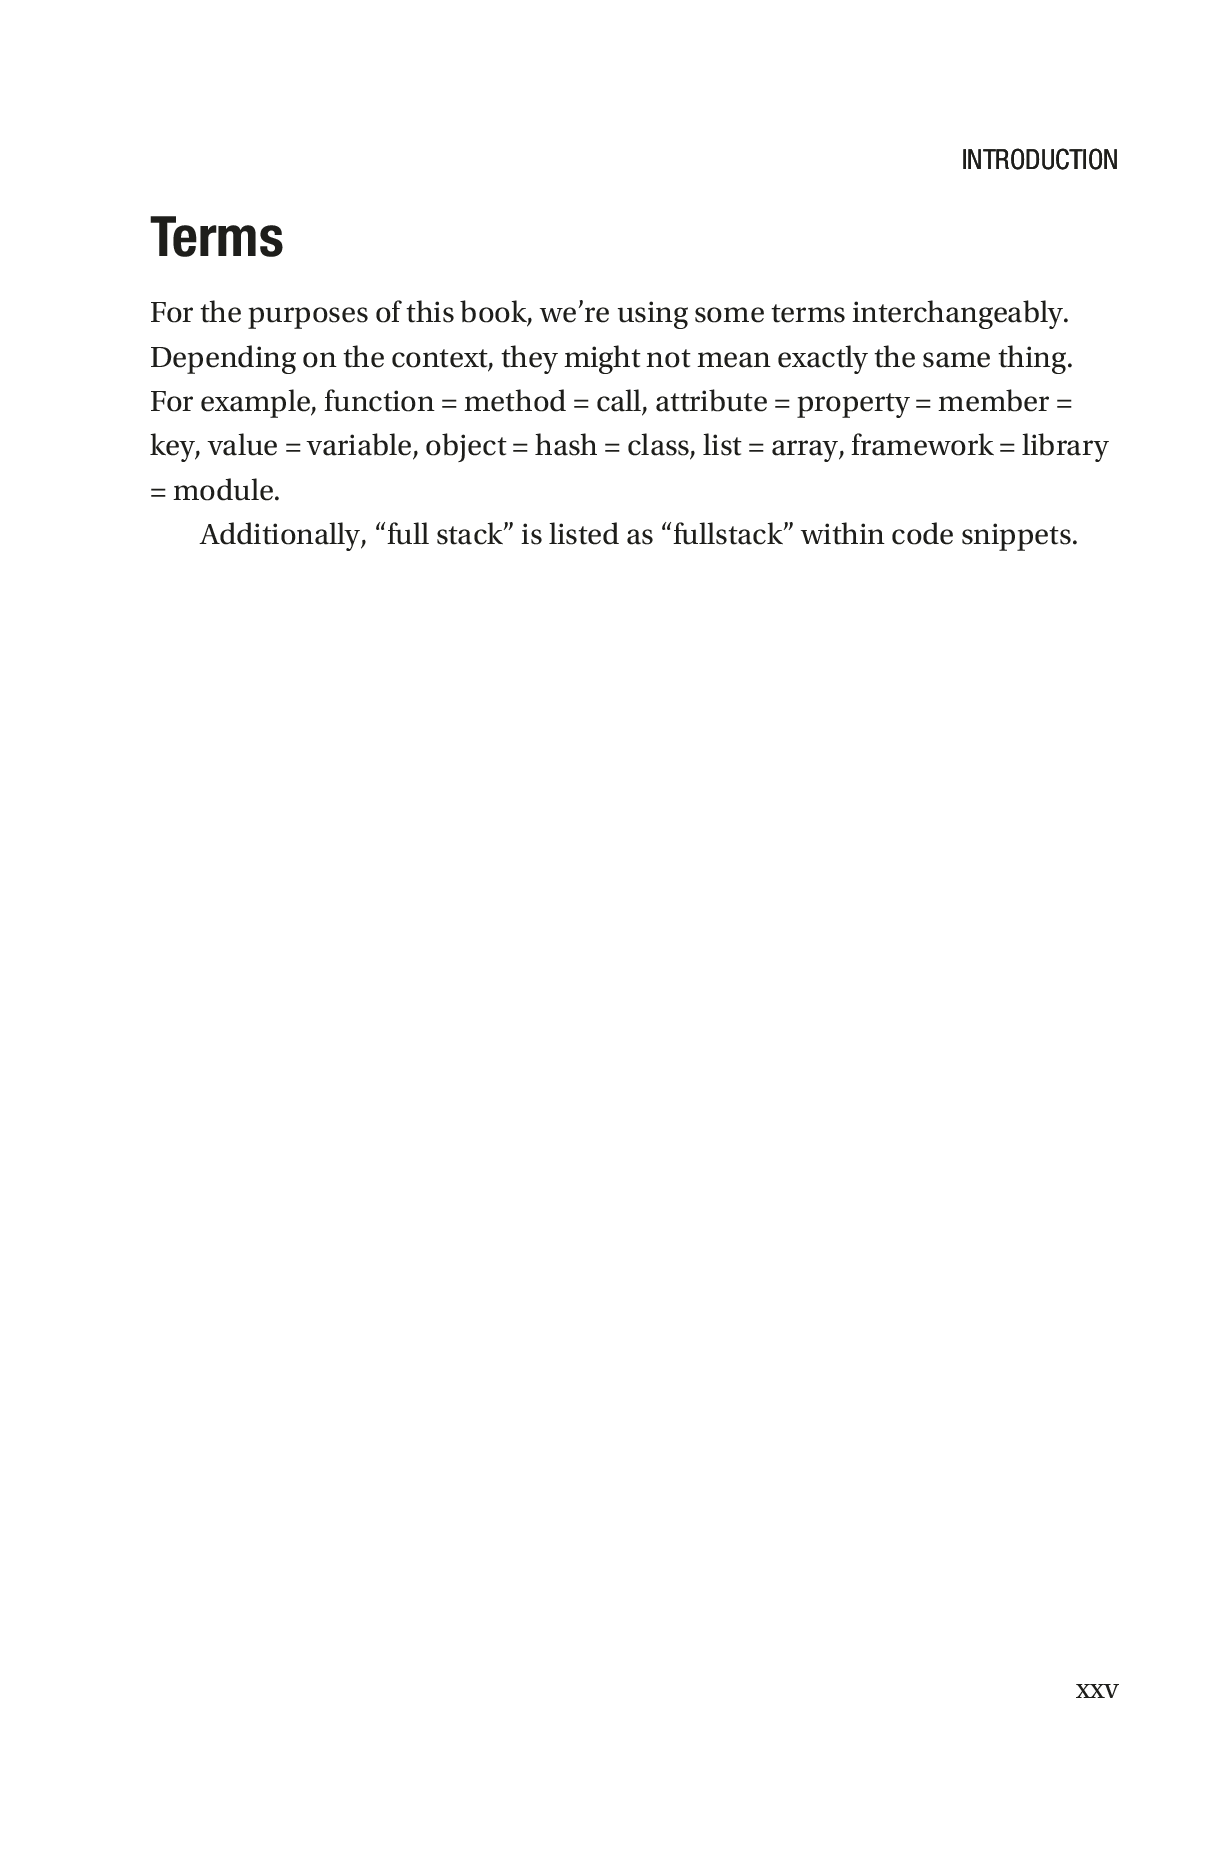 INTRODUCTION
Terms
For the purposes of this book, we’re using some terms interchangeably.
Depending on the context, they might not mean exactly the same thing.
For example, function = method = call, attribute = property = member =
key, value = variable, object = hash = class, list = array, framework = library
= module.
Additionally, “full stack” is listed as “fullstack” within code snippets.
xxv